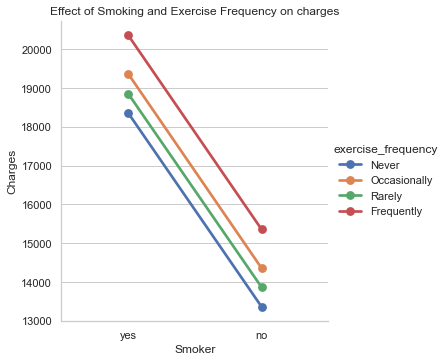 Effect of Smoking and Exercise Frequency on charges
20000
19000
18000
17000
16000
15000
14000
13000
Charges
yes
no
Smoker
exercise_frequency
Never
Occasionally
Rarely
Frequently